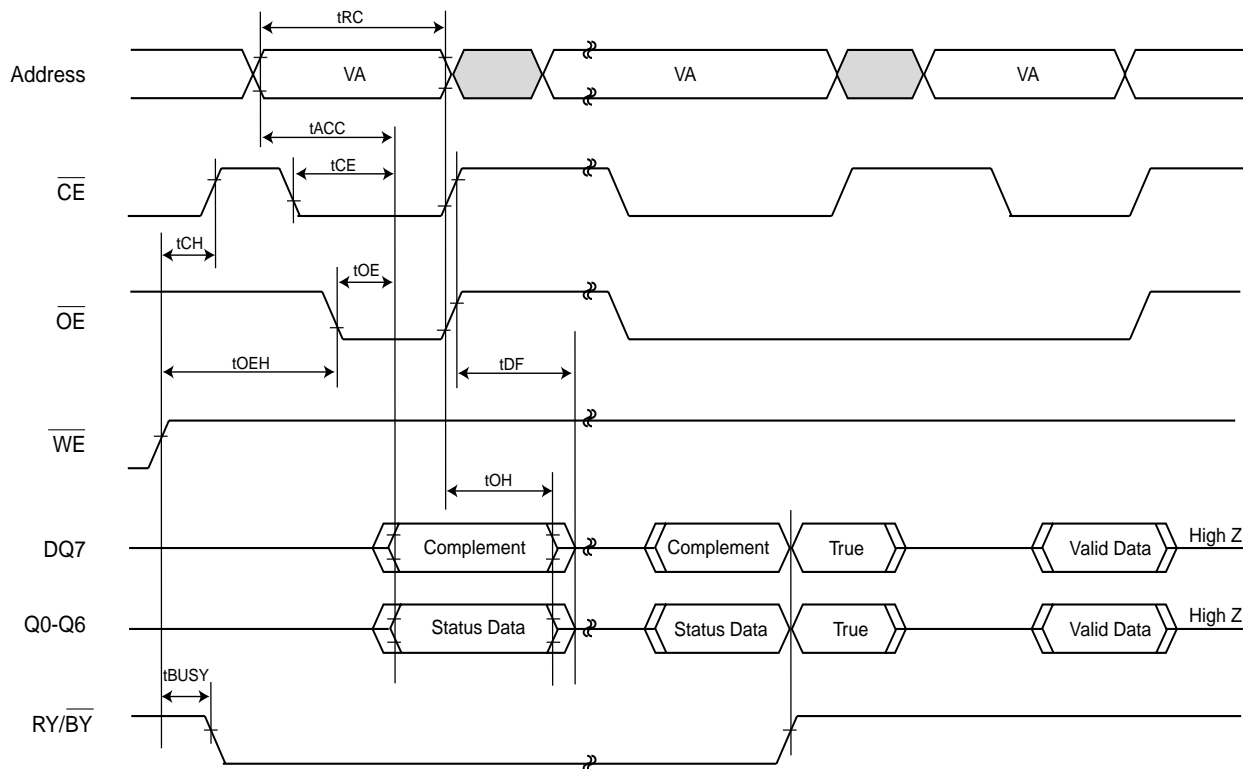 tRC
Address VA VA VA
tACC
tCE
CE
tCH
tOE
OE
tDF
tOEH
WE
tOH
DQ7 Complement Complement True Valid Data High Z
Q0-Q6 Status Data Status Data True Valid Data High Z
tBUSY
RY/BY